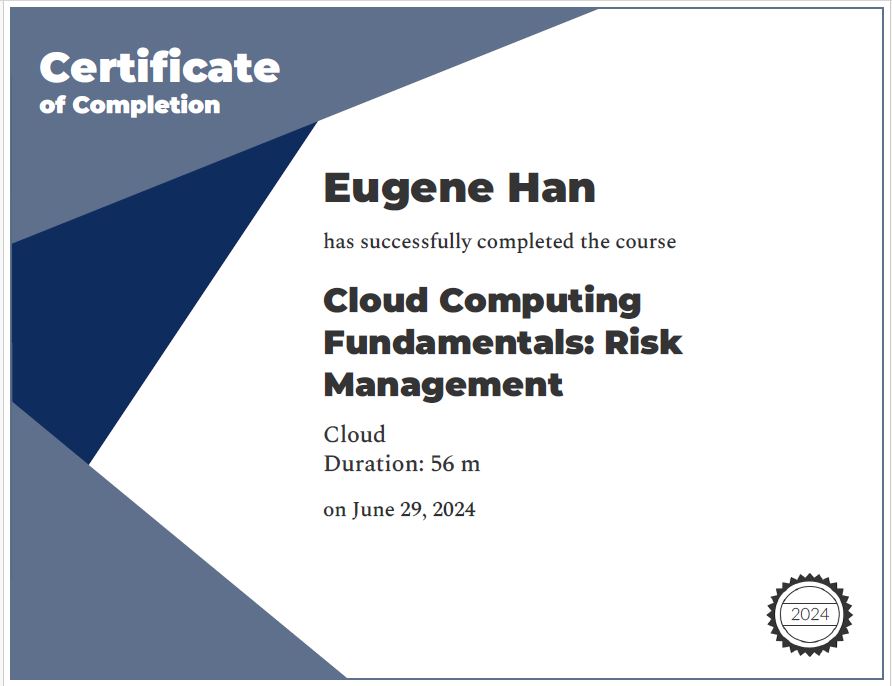 Certificate
of Completion
Eugene Han
has successfully completed the course
Cloud Computing
Fundamentals: Risk
Management
Cloud
Duration: 56 m
on June 29, 2024
2024